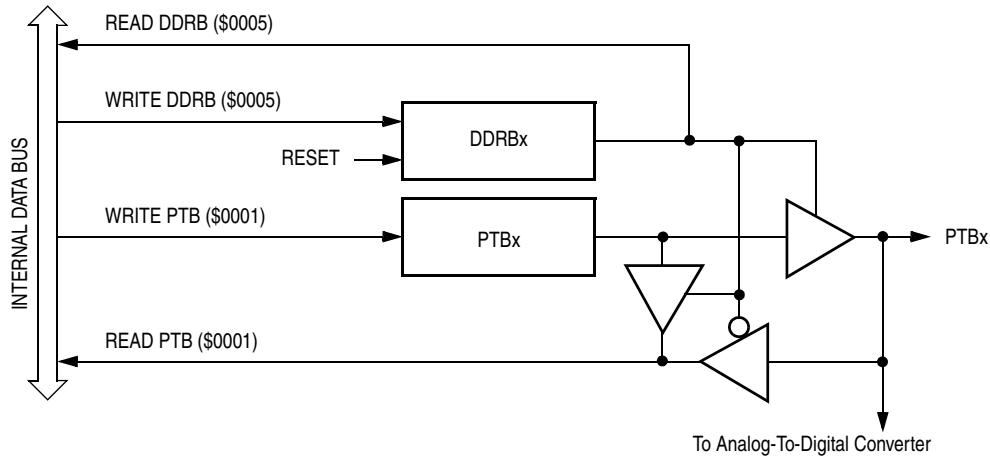 READ DDRB ($0005)
WRITE DDRB ($0005)
DDRBx
RESET
INTERNAL DATA BUS
WRITE PTB ($0001)
PTBx
PTBx
READ PTB ($0001)
To Analog-To-Digital Converter